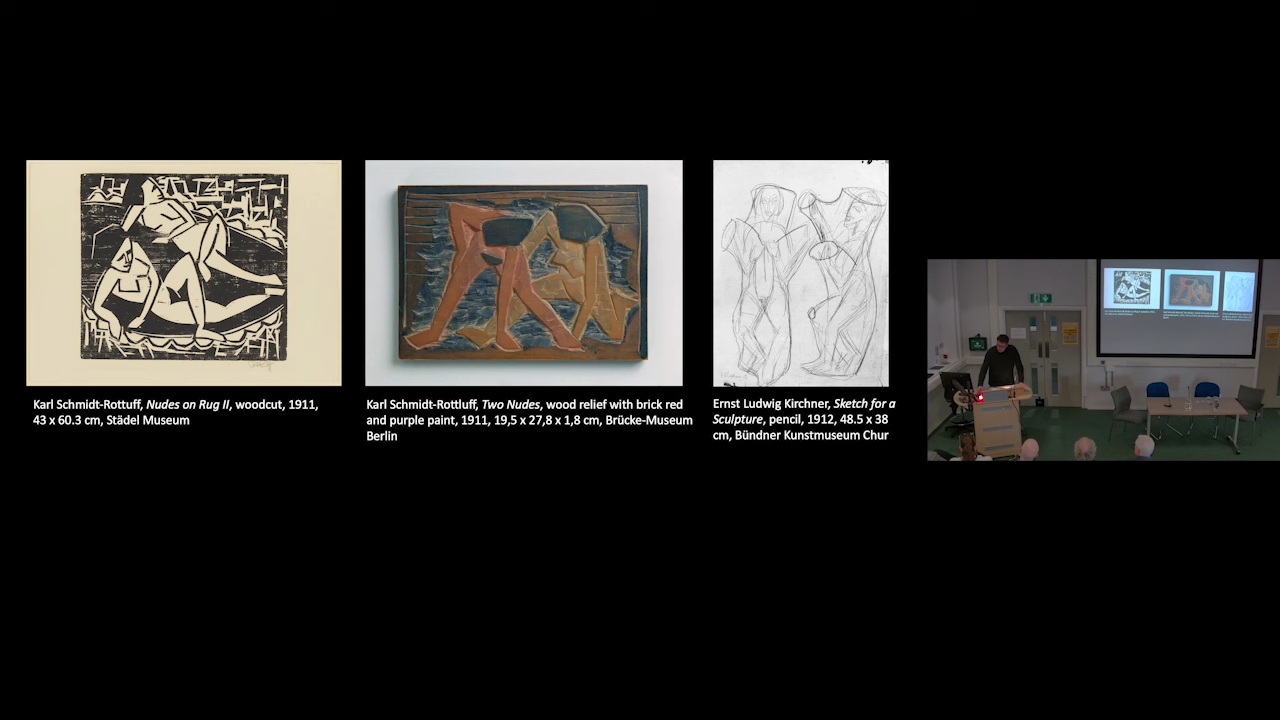 Karl Schmidt-Rottuff, Nudes on Rug II, woodcut, 1911,
43 x 60.3 cm, Städel Museum
Karl Schmidt-Rottluff, Two Nudes, wood relief with brick red
and purple paint, 1911, 19,5 x 27,8 x 1,8 cm, Brücke-Museum
Berlin
Ernst Ludwig Kirchner, Sketch for a
Sculpture, pencil, 1912, 48.5 x 38
cm, Bündner Kunstmuseum Chur